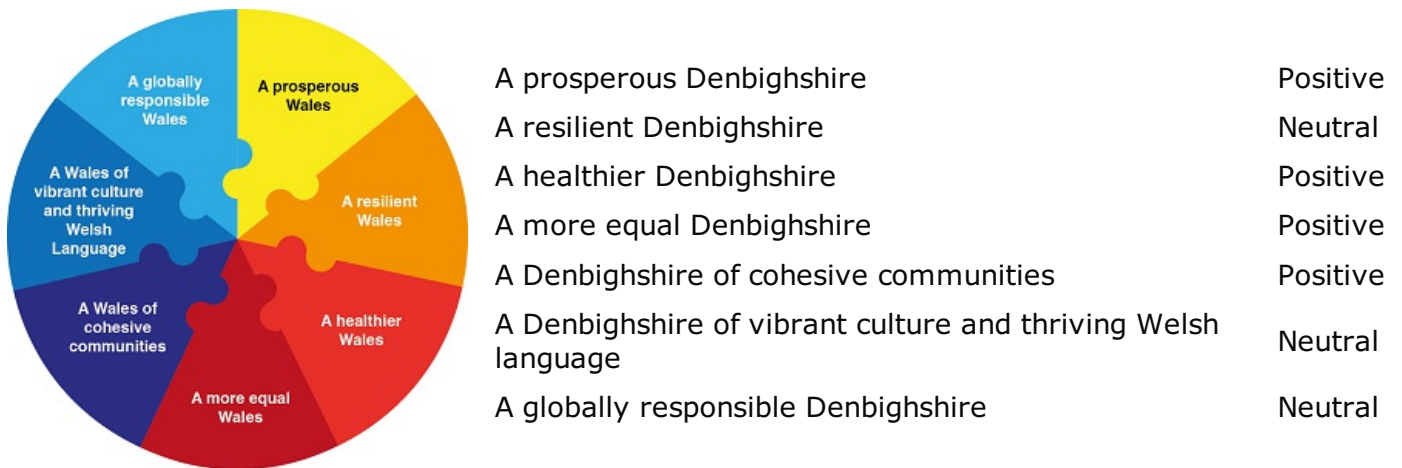 A globally
responsible
Wales
A prosperous
Wales
A Wales of
vibrant culture
and thriving
Welsh
Language
A resilient
Wales
A Wales of
cohesive
communities
A healthier
Wales
A more equal
Wales
A prosperous Denbighshire Positive
A resilient Denbighshire Neutral
A healthier Denbighshire Positive
A more equal Denbighshire Positive
A Denbighshire of cohesive communities Positive
A Denbighshire of vibrant culture and thriving Welsh
language Neutral
A globally responsible Denbighshire Neutral